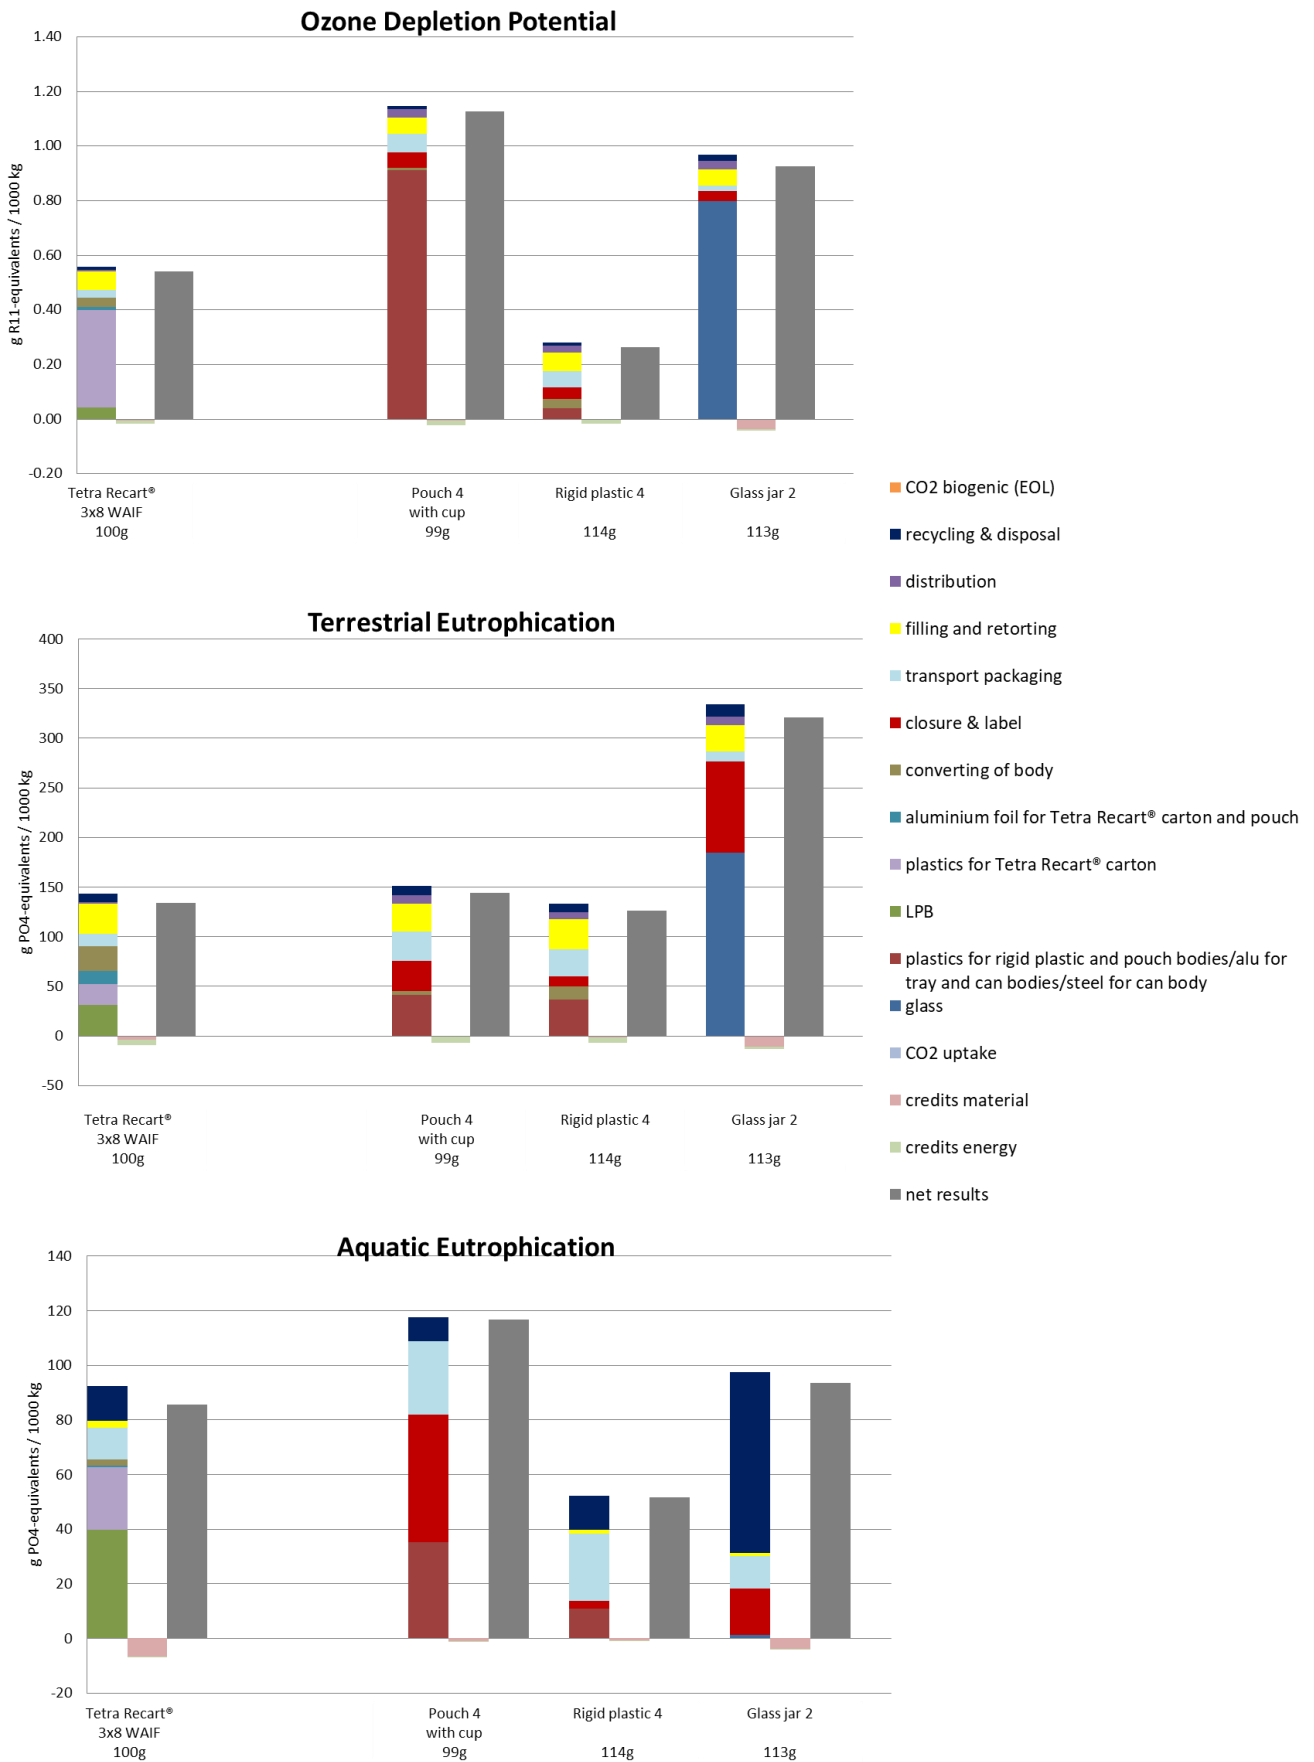 Ozone Depletion Potential
g R11-equivalents / 1000 kg
1.40
1.20
1.00
0.80
0.60
0.40
0.20
0.00
-0.20
Tetra Recart®
3x8 WAIF
100g
Pouch 4
with cup
99g
Rigid plastic 4
114g
Glass jar 2
113g
Terrestrial Eutrophication
g PO4-equivalents / 1000 kg
400
350
300
250
200
150
100
50
0
-50
Tetra Recart®
3x8 WAIF
100g
Pouch 4
with cup
99g
Rigid plastic 4
114g
Glass jar 2
113g
CO2 biogenic (EOL)
recycling & disposal
distribution
filling and retorting
transport packaging
closure & label
converting of body
aluminium foil for Tetra Recart® carton and pouch
plastics for Tetra Recart® carton
LPB
plastics for rigid plastic and pouch bodies/alu for
tray and can bodies/steel for can body
glass
CO2 uptake
credits material
credits energy
net results
Aquatic Eutrophication
g PO4-equivalents / 1000 kg
140
120
100
80
60
40
20
0
-20
Tetra Recart®
3x8 WAIF
100g
Pouch 4
with cup
99g
Rigid plastic 4
114g
Glass jar 2
113g